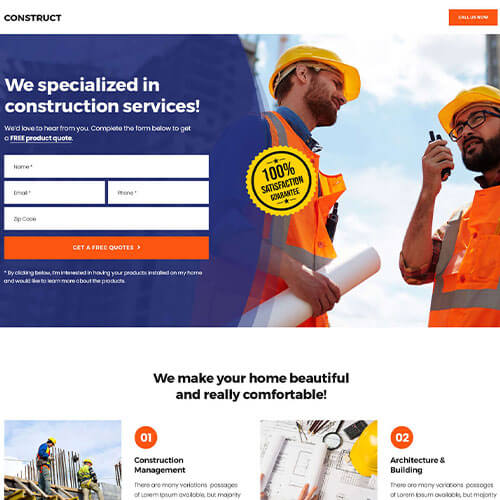 CONSTRUCT
CALL US NOW
We specialized in
construction services!
We'd love to hear from you. Complete the form below to get
a FREE product quote.
Name *
Email *
Phone *
Zip Code
GET A FREE QUOTES >
* By clicking below, I'm interested in having your products installed on my home
and would like to learn more about the products.
100%
SATISFACTION
GUARANTEE
We make your home beautiful
and really comfortable!
01
Construction
Management
There are many variations passages
of Lorem Ipsum available, but majority
02
Architecture &
Building
There are many variations passages
of Lorem Ipsum available, but majority